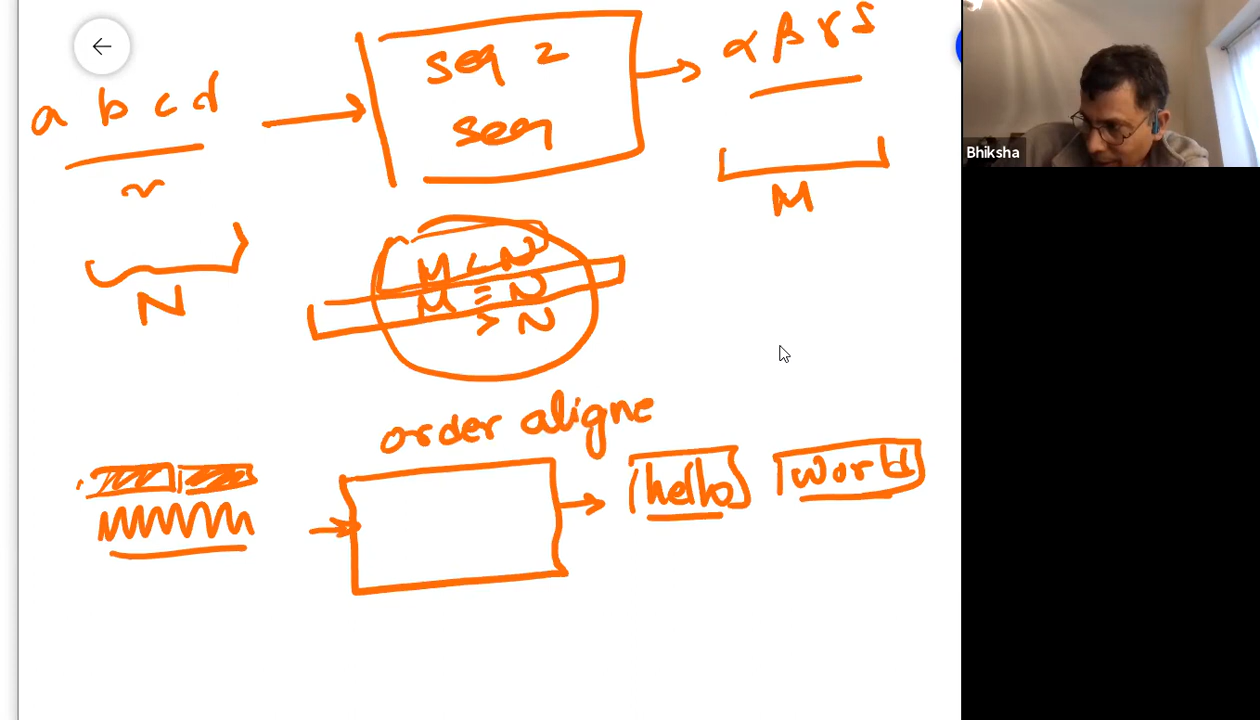 a b c d
N
seq 2
seq
α β γ δ
M
M < N
M = N
> N
order aligne
hello world
Bhiksha